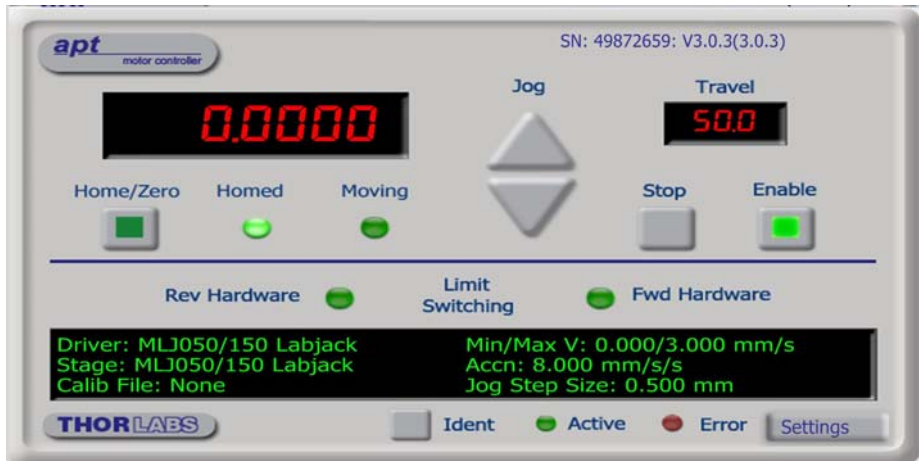 apt
motor controller
SN: 49872659: V3.0.3(3.0.3)
Jog
Travel
0.0000
50.0
Home/Zero Homed Moving
Stop Enable
Rev Hardware
Limit
Switching
Fwd Hardware
Driver: MLJ050/150 Labjack
Stage: MLJ050/150 Labjack
Calib File: None
Min/Max V: 0.000/3.000 mm/s
Accn: 8.000 mm/s/s
Jog Step Size: 0.500 mm
THORLABS
Ident Active Error Settings